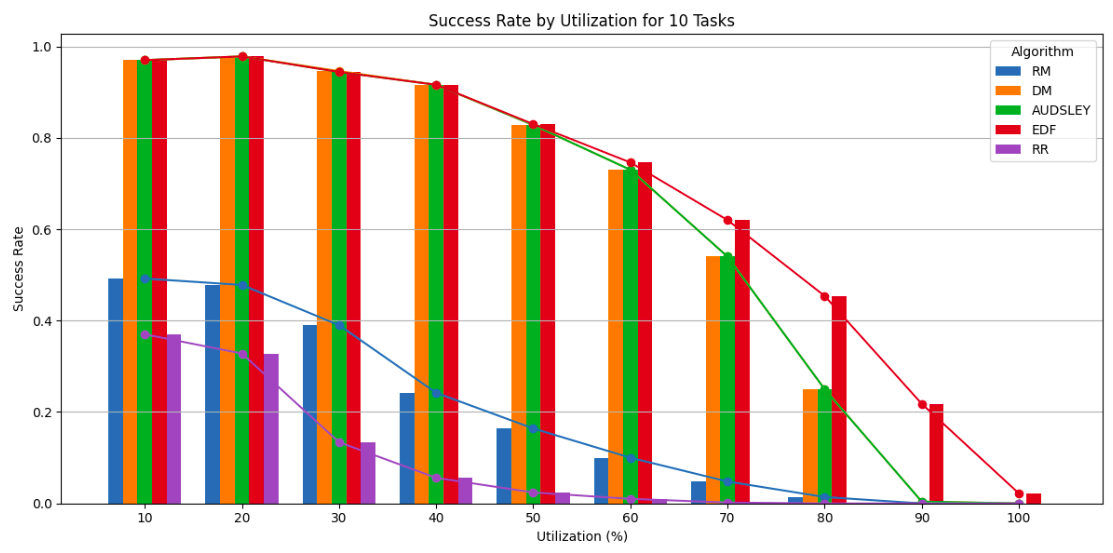 Success Rate by Utilization for 10 Tasks
Success Rate
1.0
0.8
0.6
0.4
0.2
0.0
10 20 30 40 50 60 70 80 90 100
Utilization (%)
Algorithm
RM
DM
AUDSLEY
EDF
RR